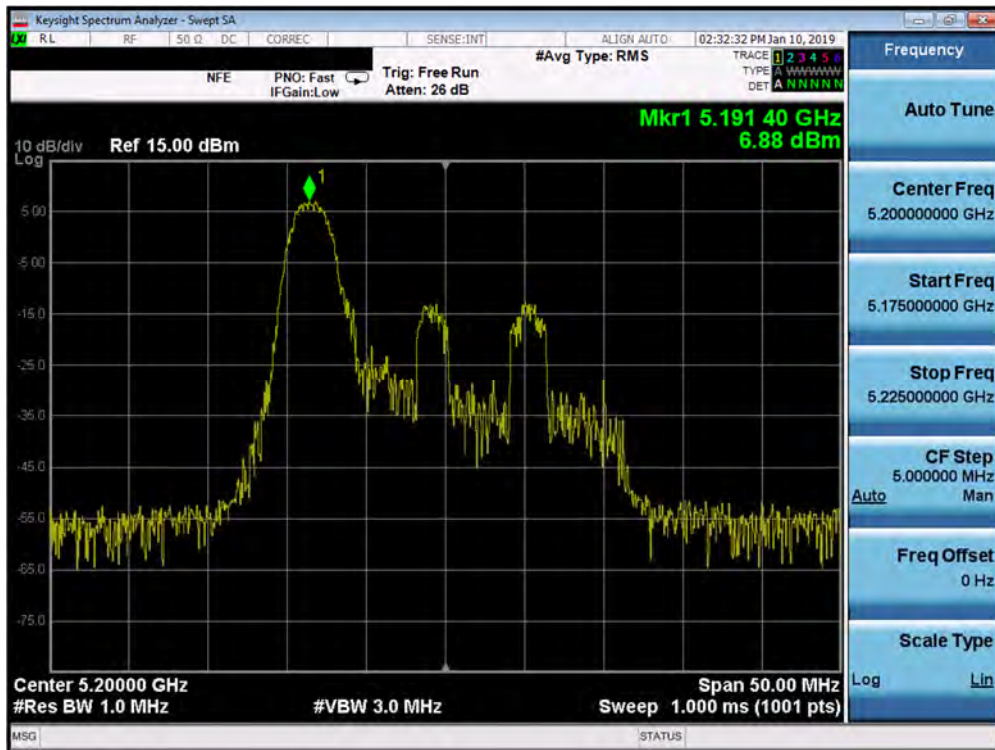 Keysight Spectrum Analyzer - Swept SA
LXI RL RF 50 Ω DC CORREC SENSE:INT ALIGN AUTO 02:32:32 PM Jan 10, 2019
#Avg Type: RMS
TRACE 1 2 3 4 5 6
TYPE A WWWWW
DET A N N N N N
NFE PNO: Fast Trig: Free Run
IFGain:Low Atten: 26 dB
Mkr1 5.191 40 GHz
6.88 dBm
10 dB/div Ref 15.00 dBm
Log
1
5.00
-5.00
-15.0
-25.0
-35.0
-45.0
-55.0
-65.0
-75.0
Center 5.20000 GHz Span 50.00 MHz
#Res BW 1.0 MHz #VBW 3.0 MHz Sweep 1.000 ms (1001 pts)
MSG STATUS
Frequency
Auto Tune
Center Freq
5.200000000 GHz
Start Freq
5.175000000 GHz
Stop Freq
5.225000000 GHz
CF Step
5.000000 MHz
Auto Man
Freq Offset
0 Hz
Scale Type
Log Lin